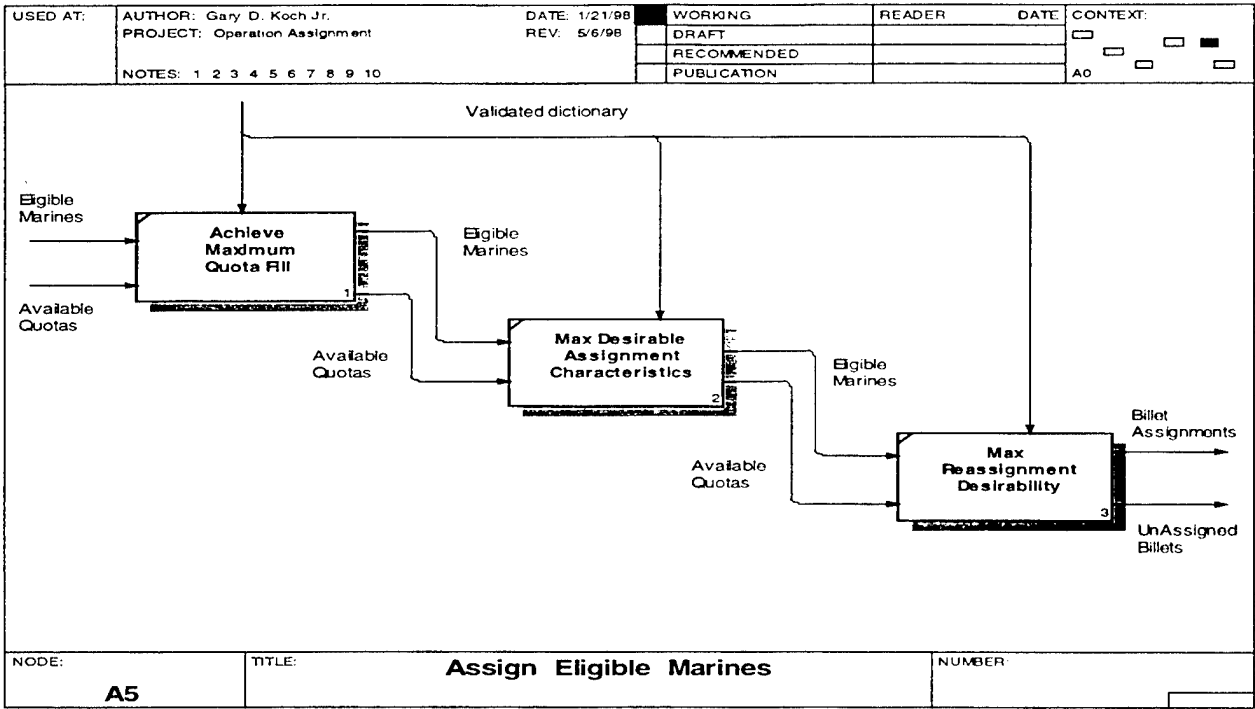 USED AT:
AUTHOR: Gary D. Koch Jr.
DATE: 1/21/98
WORKING
READER
DATE
CONTEXT:
PROJECT: Operation Assignment
REV: 5/6/98
DRAFT
RECOMMENDED
NOTES: 1 2 3 4 5 6 7 8 9 10
PUBLICATION
A0
Validated dictionary
Eligible
Marines
Achieve
Maximum
Quota Fill
1
Eligible
Marines
Available
Quotas
Available
Quotas
Max Desirable
Assignment
Characteristics
2
Eligible
Marines
Available
Quotas
Max
Reassignment
Desirability
3
Billet
Assignments
UnAssigned
Billets
NODE:
A5
TITLE:
Assign Eligible Marines
NUMBER: